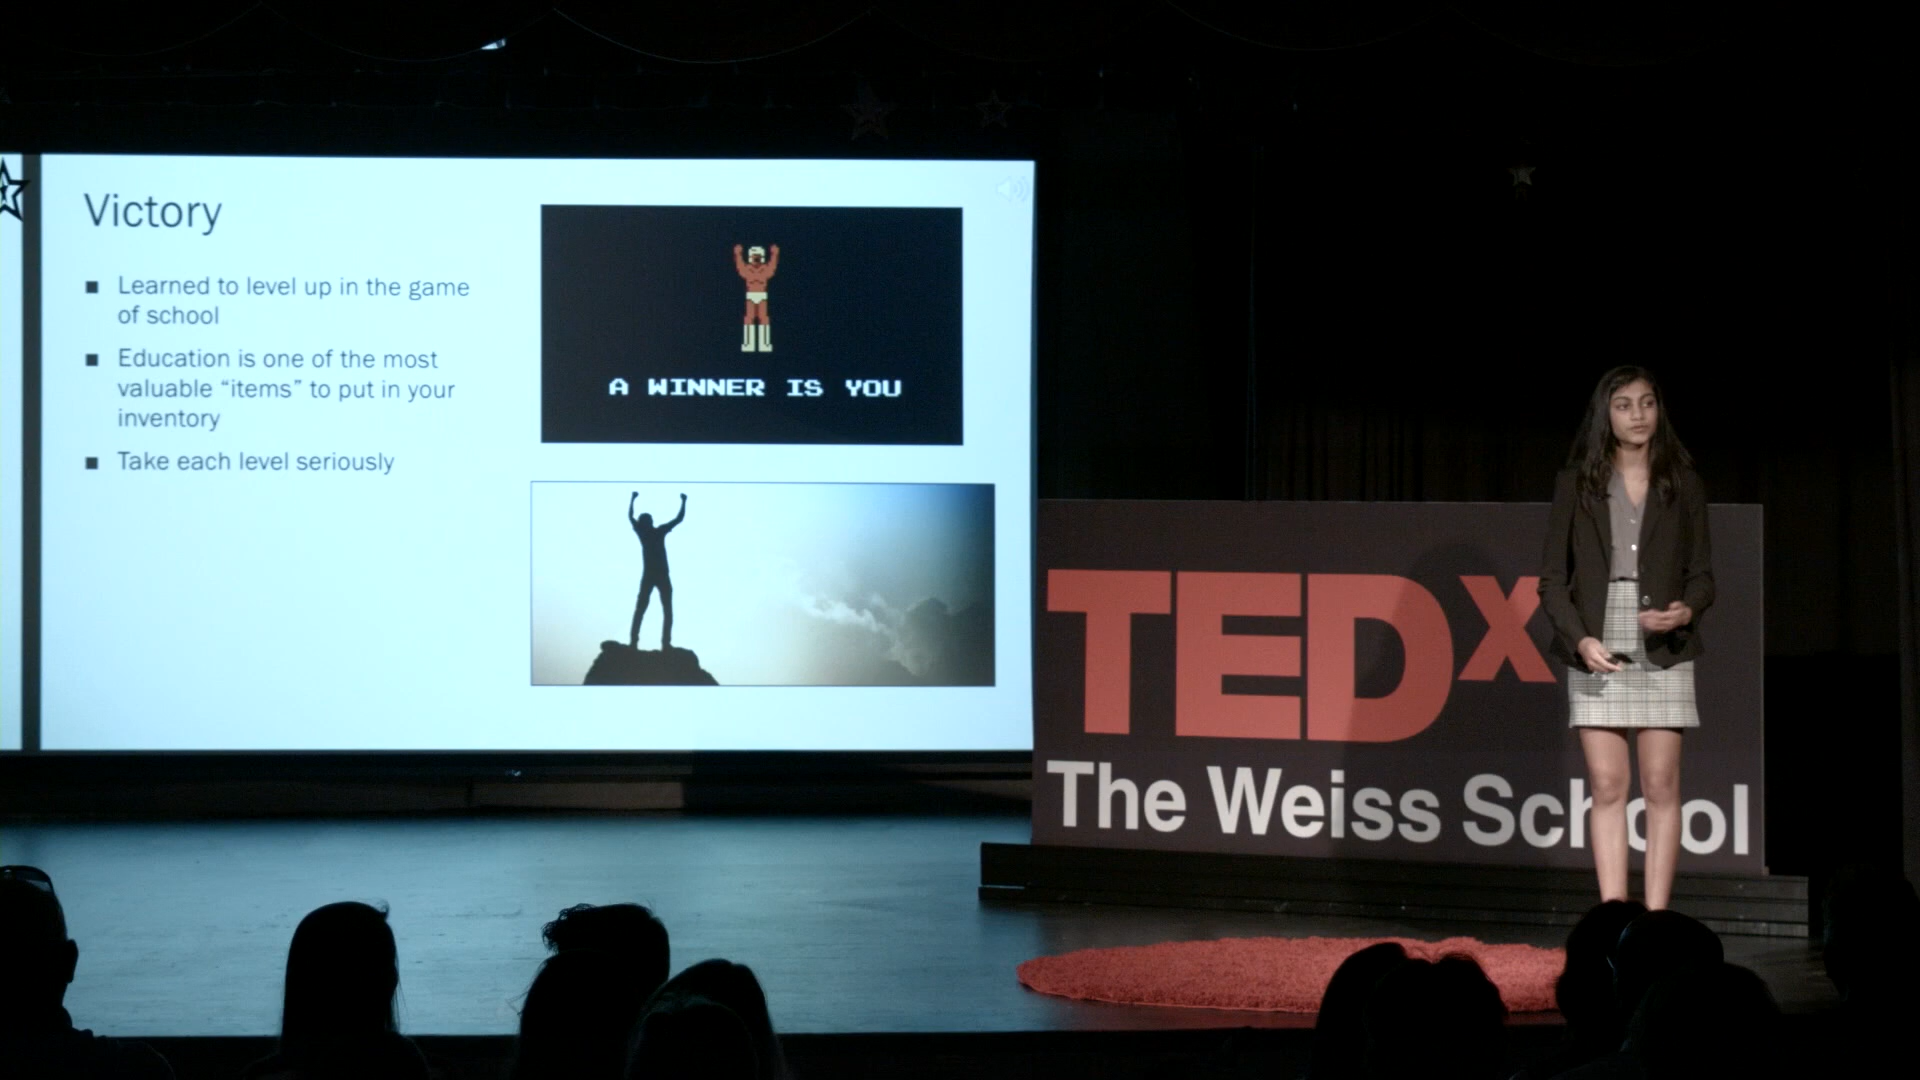 Victory
■ Learned to level up in the game
of school
■ Education is one of the most
valuable “items” to put in your
inventory
■ Take each level seriously
A WINNER IS YOU
TEDx
The Weiss School